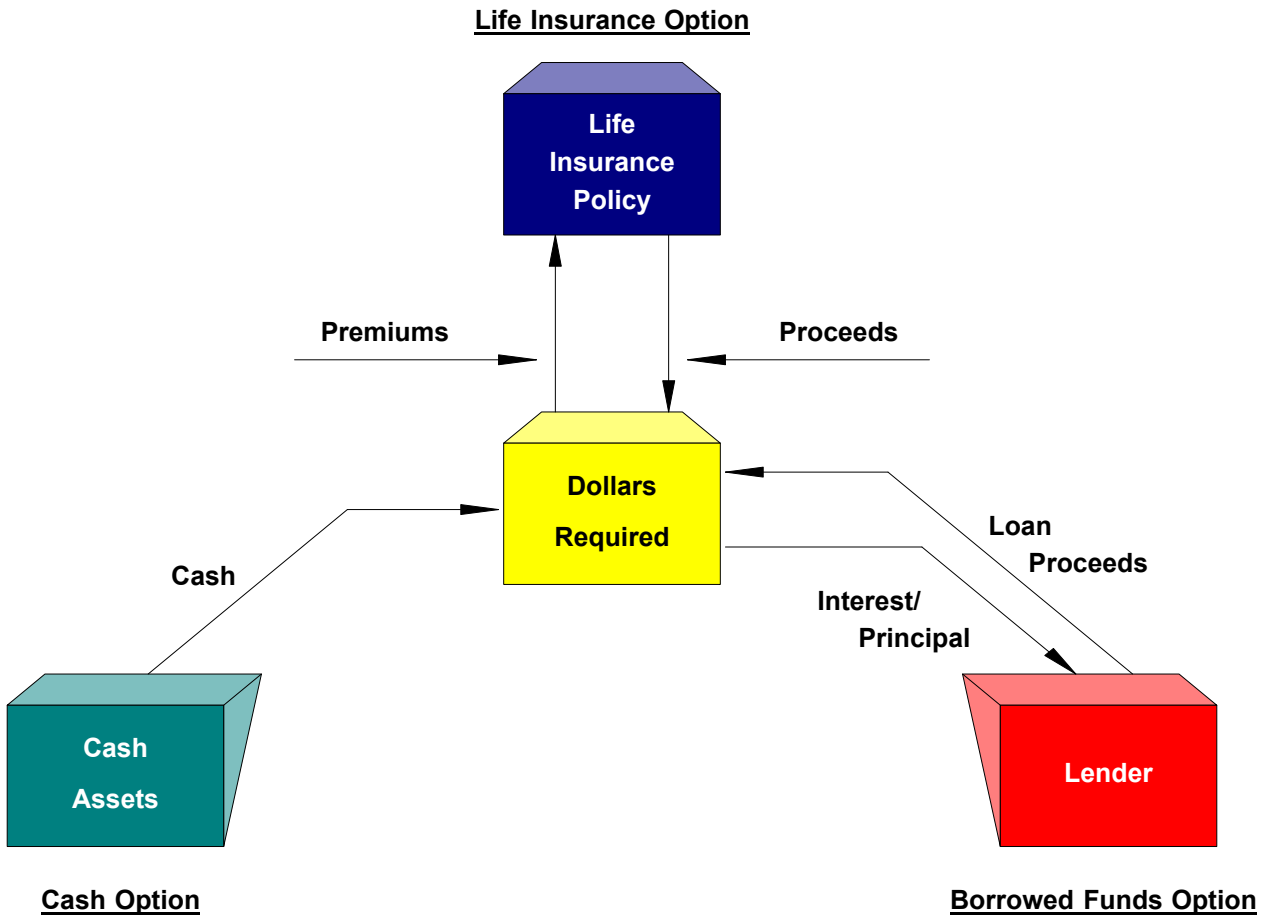 Life Insurance Option
Life
Insurance
Policy
Premiums
Proceeds
Dollars
Required
Loan
Proceeds
Cash
Interest/
Principal
Cash
Assets
Lender
Cash Option
Borrowed Funds Option